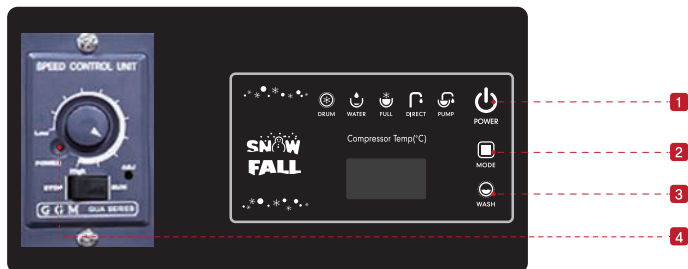 SPEED CONTROL UNIT
Low
High
POWER
ADJ
STOP
RUN
GGM
GUA SERIES
DRUM
WATER
FULL
DIRECT
PUMP
POWER
SNOW
FALL
Compressor Temp(°C)
MODE
WASH
1
2
3
4